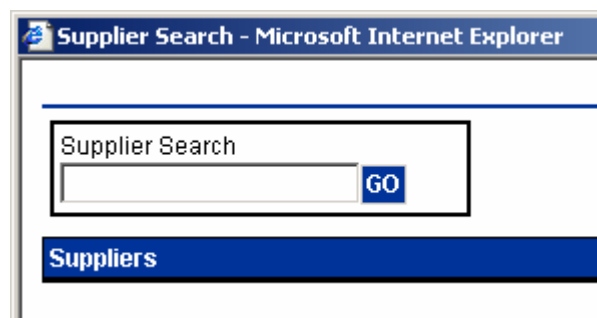 Supplier Search - Microsoft Internet Explorer
Supplier Search
GO
Suppliers